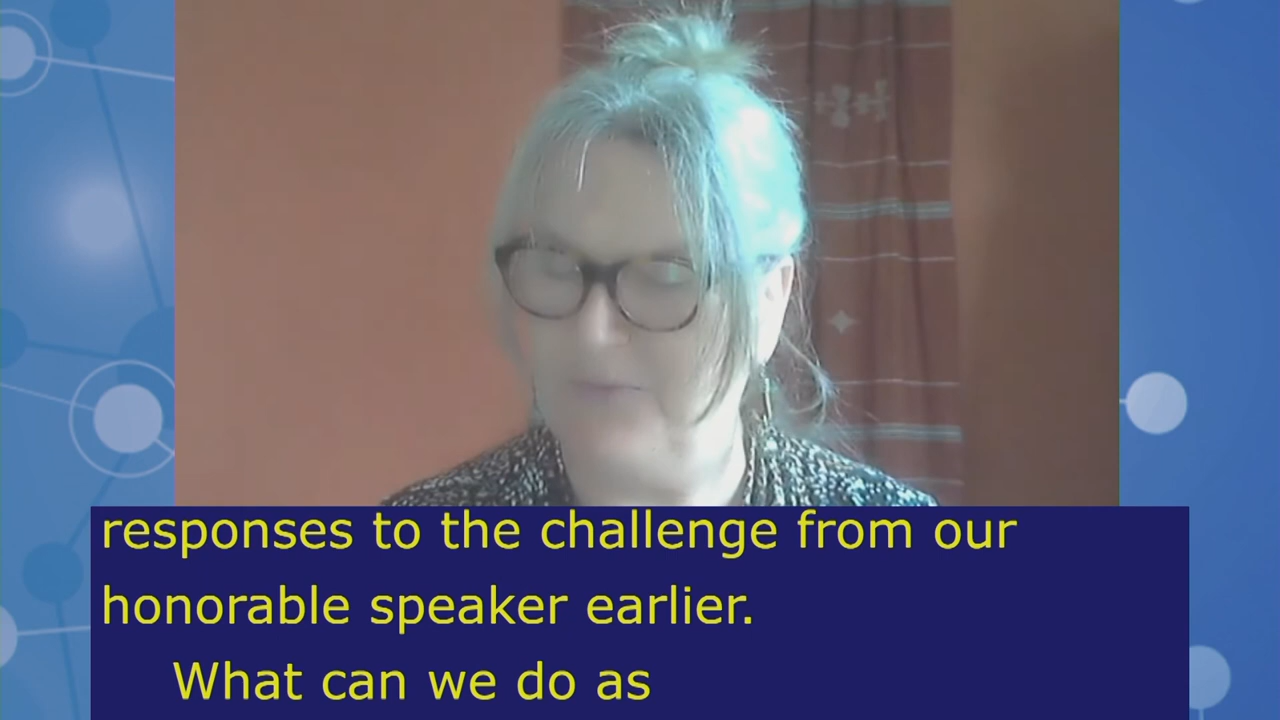 responses to the challenge from our
honorable speaker earlier.
What can we do as